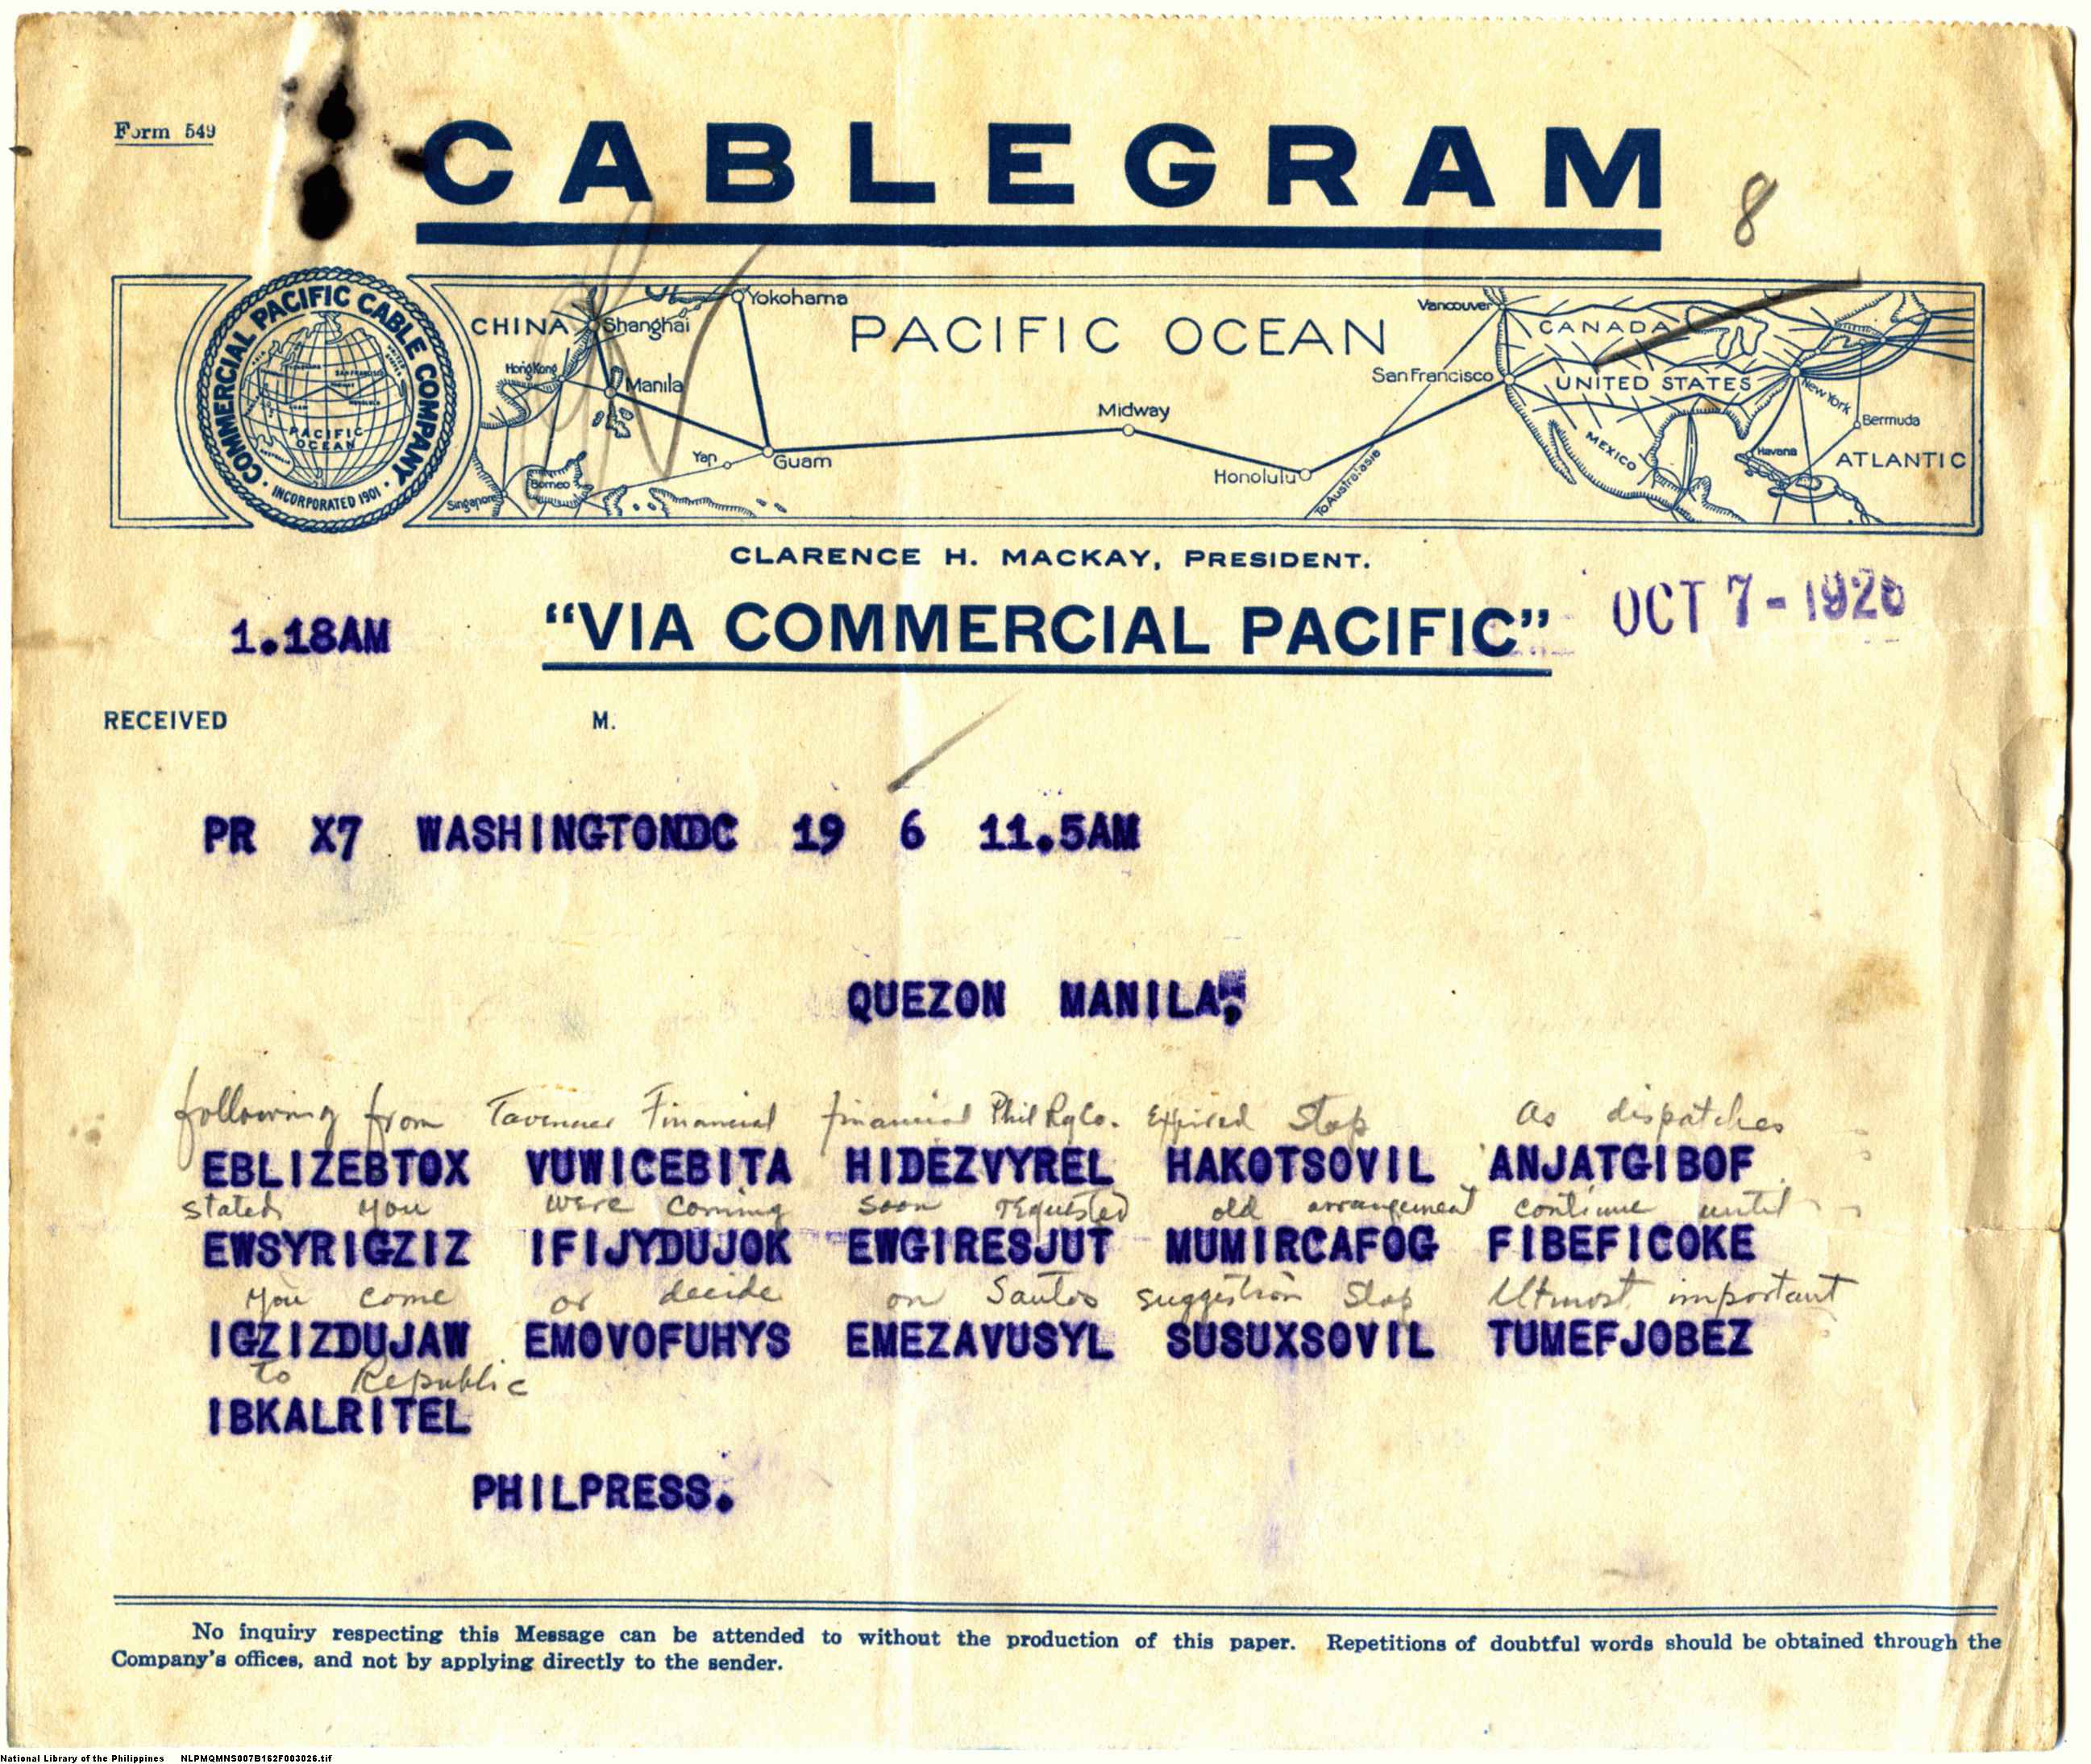 Form 549
CABLEGRAM
8
COMMERCIAL PACIFIC CABLE COMPANY
· INCORPORATED 1901 ·
PACIFIC OCEAN
CHINA
Shanghai
Yokohama
Hong Kong
Manila
Yap
Guam
Singapore
Borneo
PACIFIC OCEAN
Midway
Honolulu
To Australasia
Vancouver
San Francisco
CANADA
UNITED STATES
MEXICO
New York
Bermuda
Havana
ATLANTIC
CLARENCE H. MACKAY, PRESIDENT.
1.18AM "VIA COMMERCIAL PACIFIC" OCT 7 - 1920
RECEIVED M.
PR X7 WASHINGTONDC 19 6 11.5AM
QUEZON MANILA,
following from Tavenner Financial financial Phil Rglo. Expired Stop As dispatches
EBLIZEBTOX VUWICEBITA HIDEZVYREL HAKOTSOVIL ANJATGIBOF
stated you were coming soon requested old arrangement continue until
EWSYRIGZIZ IFIJYDUJOK EWGIRESJUT MUMIRCAFOG FIBEFICOKE
you come or decide on Santos suggestion Stop Utmost important
IGZIZDUJAW EMOVOFUHYS EMEZAVUSYL SUSUXSOVIL TUMEFJOBEZ
to Republic
IBKALRITEL
PHILPRESS.
No inquiry respecting this Message can be attended to without the production of this paper. Repetitions of doubtful words should be obtained through the
Company's offices, and not by applying directly to the sender.
National Library of the Philippines NLPMQMNS007B162F003026.tif